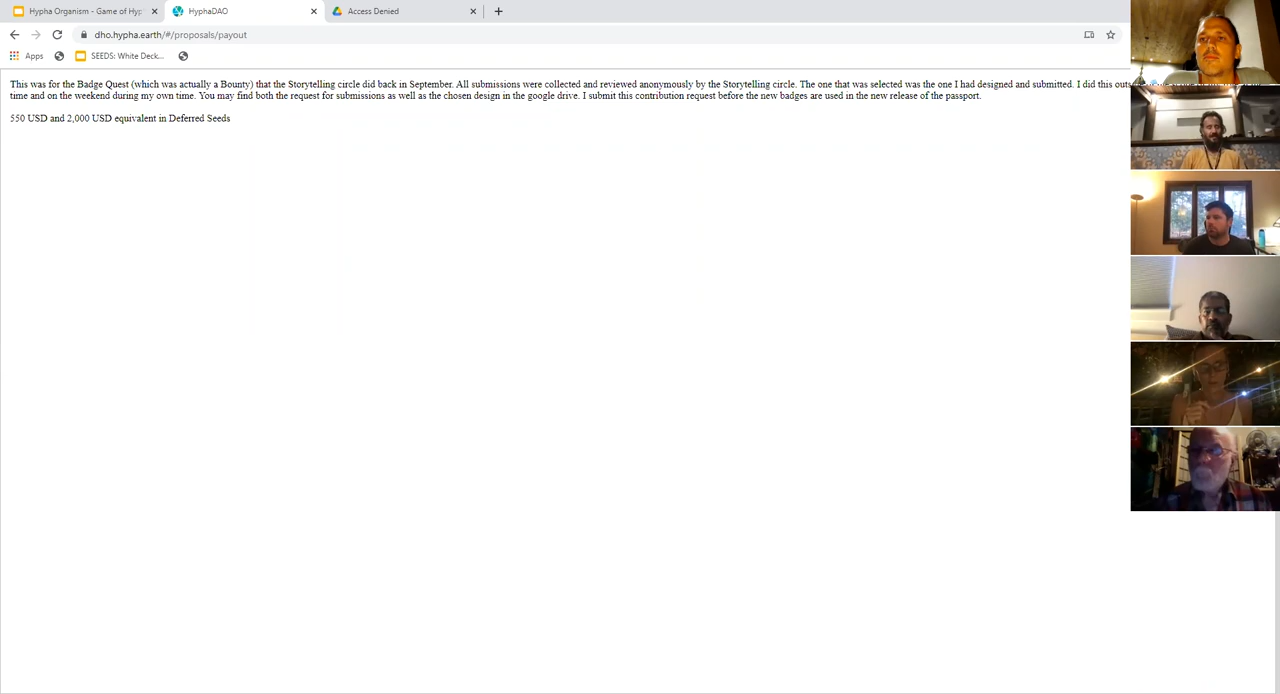 Hypha Organism - Game of Hyp
HyphaDAO
Access Denied
dho.hypha.earth/#/proposals/payout
Apps
SEEDS: White Deck...
This was for the Badge Quest (which was actually a Bounty) that the Storytelling circle did back in September. All submissions were collected and reviewed anonymously by the Storytelling circle. The one that was selected was the one I had designed and submitted. I did this
time and on the weekend during my own time. You may find both the request for submissions as well as the chosen design in the google drive. I submit this contribution request before the new badges are used in the new release of the passport.
550 USD and 2,000 USD equivalent in Deferred Seeds